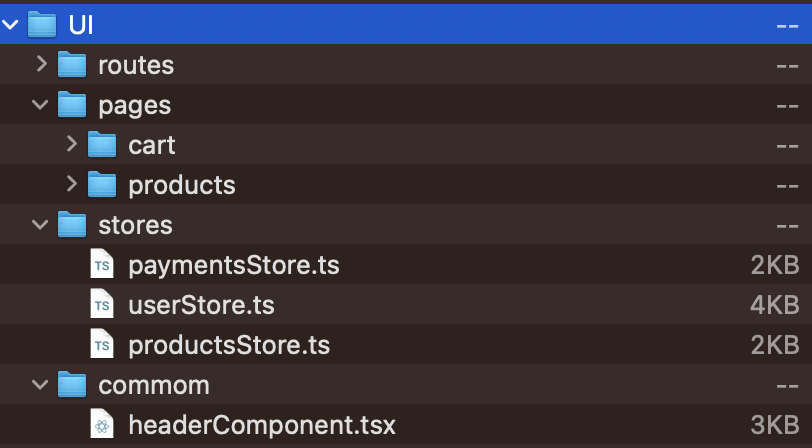 UI --
routes --
pages --
cart --
products --
stores --
TS paymentsStore.ts 2KB
TS userStore.ts 4KB
TS productsStore.ts 2KB
commom --
headerComponent.tsx 3KB